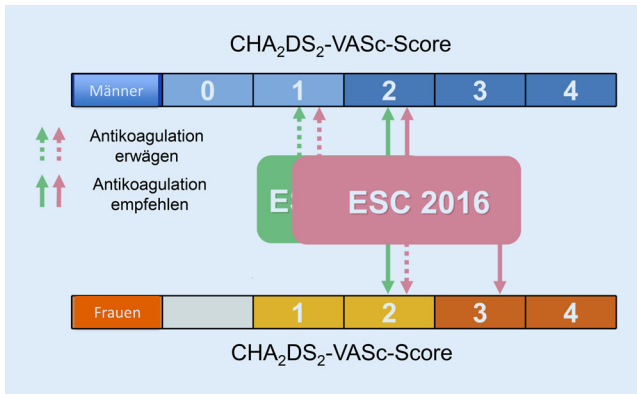 CHA₂DS₂-VASc-Score
Männer 0 1 2 3 4
Antikoagulation
erwägen
Antikoagulation
empfehlen
ESC 2016
Frauen 1 2 3 4
CHA₂DS₂-VASc-Score